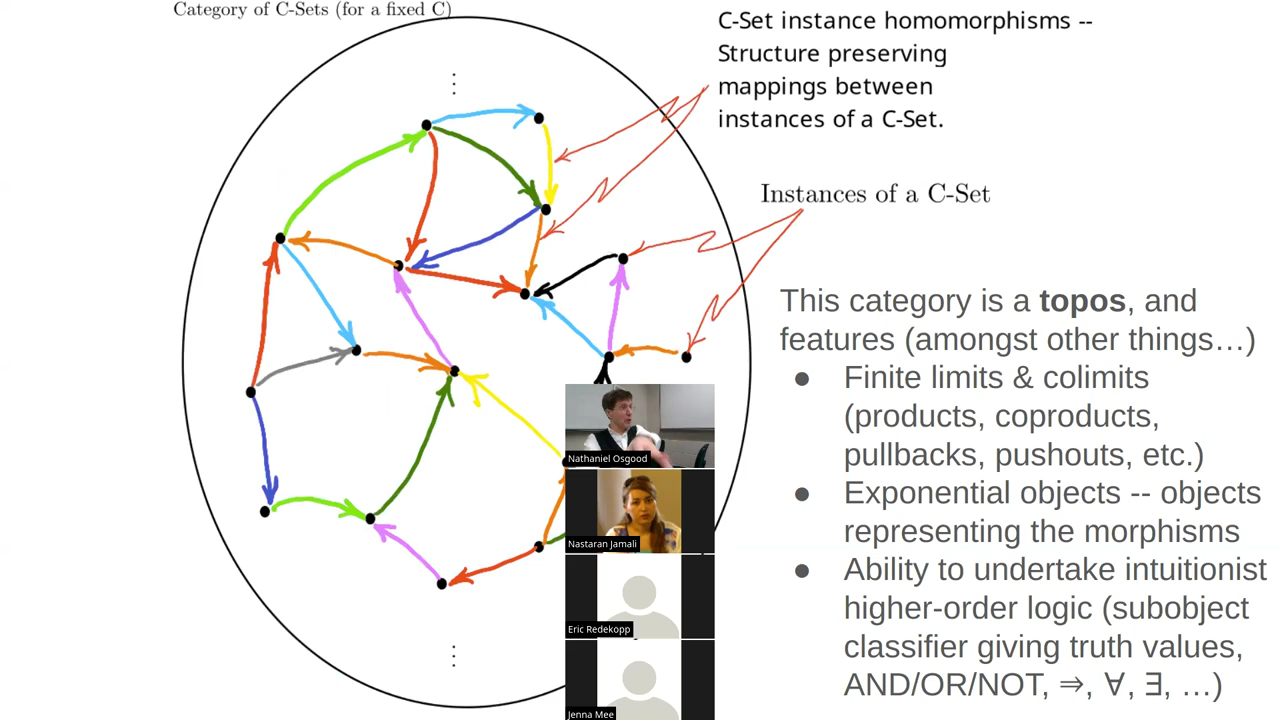 Category of C-Sets (for a fixed C)
C-Set instance homomorphisms --
Structure preserving
mappings between
instances of a C-Set.
Instances of a C-Set
This category is a topos, and
features (amongst other things…)
● Finite limits & colimits
(products, coproducts,
pullbacks, pushouts, etc.)
● Exponential objects -- objects
representing the morphisms
● Ability to undertake intuitionist
higher-order logic (subobject
classifier giving truth values,
AND/OR/NOT, ⇒, ∀, ∃, …)
Nathaniel Osgood
Nastaran Jamali
Eric Redekopp
Jenna Mee